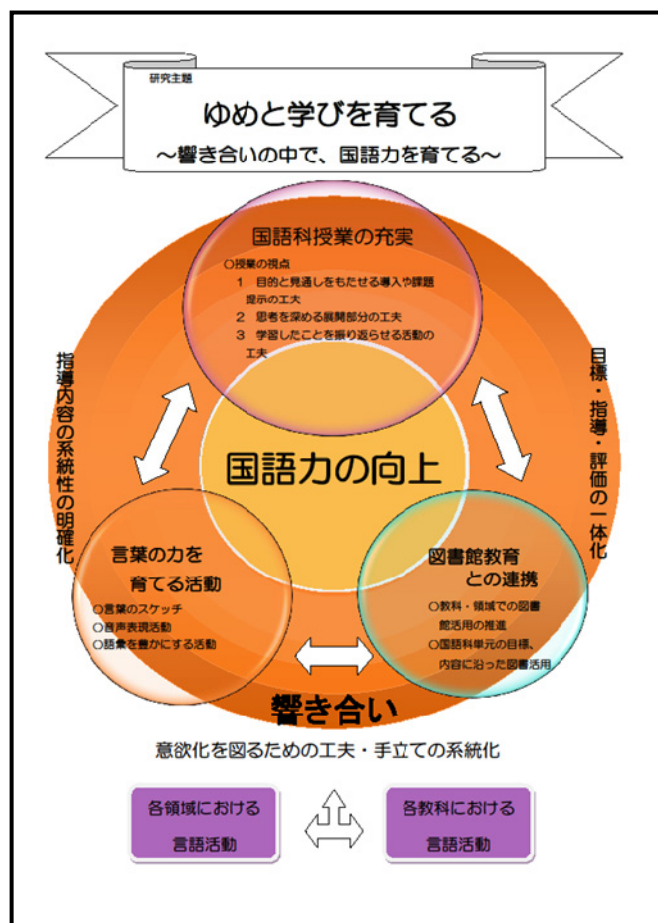 研究主題
ゆめと学びを育てる
～響き合いの中で、国語力を育てる～
国語科授業の充実
○授業の視点
1　目的と見通しをもたせる導入や課題
提示の工夫
2　思考を深める展開部分の工夫
3　学習したことを振り返らせる活動の
工夫
指導内容の系統性の明確化
目標・指導・評価の一体化
国語力の向上
言葉の力を
育てる活動
○言葉のスケッチ
○音声表現活動
○語彙を豊かにする活動
図書館教育
との連携
○教科・領域での図書
館活用の推進
○国語科単元の目標、
内容に沿った図書活用
響き合い
意欲化を図るための工夫・手立ての系統化
各領域における
言語活動
各教科における
言語活動